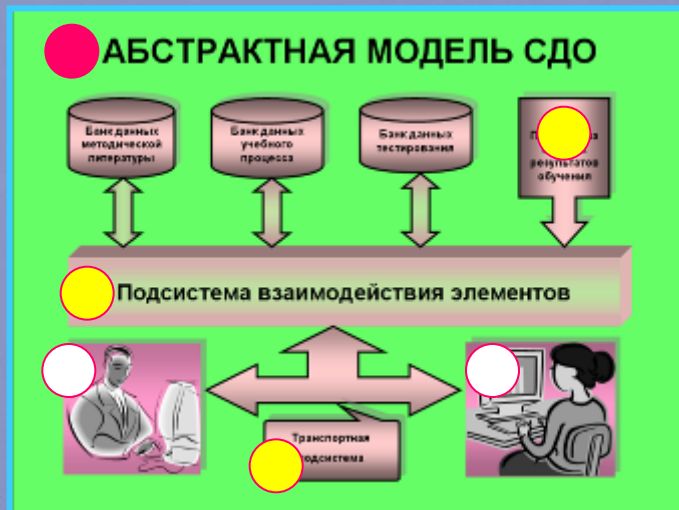 АБСТРАКТНАЯ МОДЕЛЬ СДО
Банк данных
методической
литературы
Банк данных
учебного
процесса
Банк данных
тестирования
результатов
обучения
Подсистема взаимодействия элементов
Транспортная
подсистема